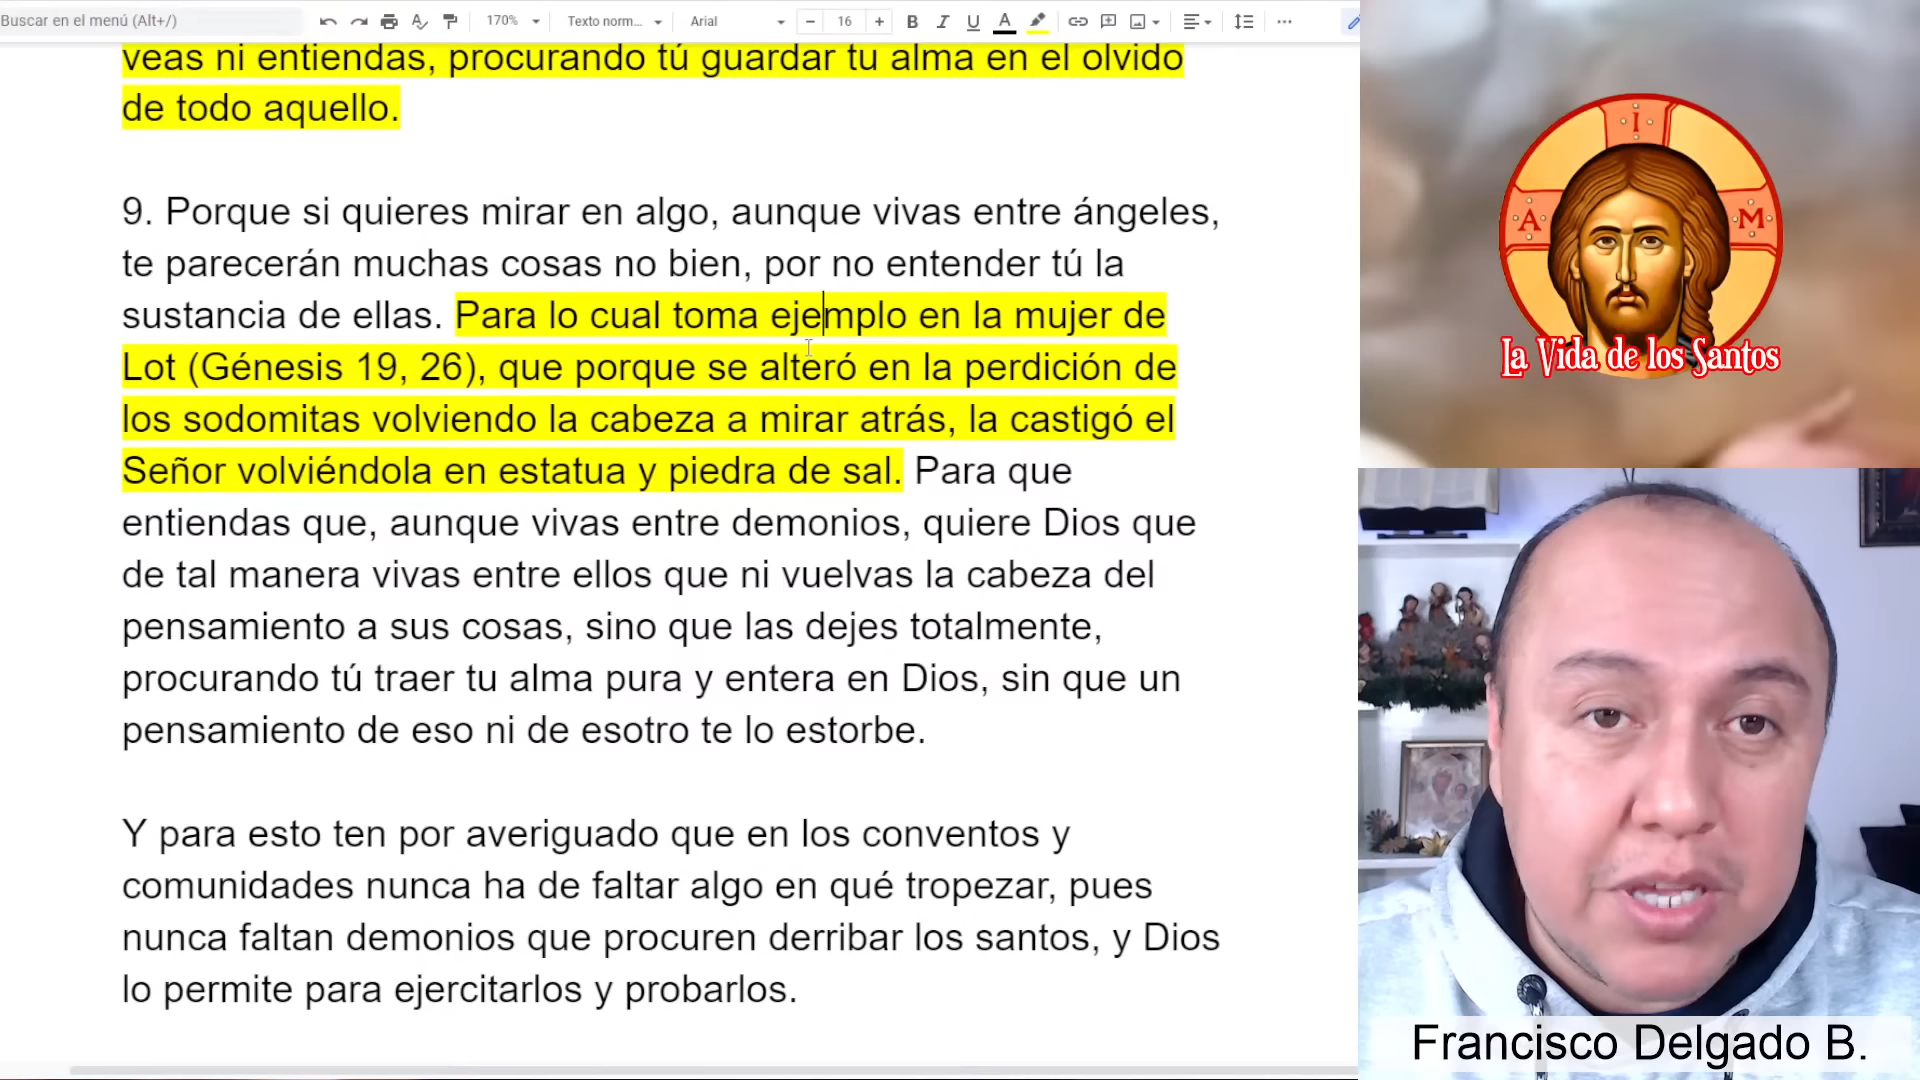 Buscar en el menú (Alt+/)
170%
Texto norm...
Arial
16
veas ni entiendas, procurando tú guardar tu alma en el olvido
de todo aquello.
9. Porque si quieres mirar en algo, aunque vivas entre ángeles,
te parecerán muchas cosas no bien, por no entender tú la
sustancia de ellas. Para lo cual toma ejemplo en la mujer de
Lot (Génesis 19, 26), que porque se alteró en la perdición de
los sodomitas volviendo la cabeza a mirar atrás, la castigó el
Señor volviéndola en estatua y piedra de sal. Para que
entiendas que, aunque vivas entre demonios, quiere Dios que
de tal manera vivas entre ellos que ni vuelvas la cabeza del
pensamiento a sus cosas, sino que las dejes totalmente,
procurando tú traer tu alma pura y entera en Dios, sin que un
pensamiento de eso ni de esotro te lo estorbe.
Y para esto ten por averiguado que en los conventos y
comunidades nunca ha de faltar algo en qué tropezar, pues
nunca faltan demonios que procuren derribar los santos, y Dios
lo permite para ejercitarlos y probarlos.
I
A M
La Vida de los Santos
Francisco Delgado B.